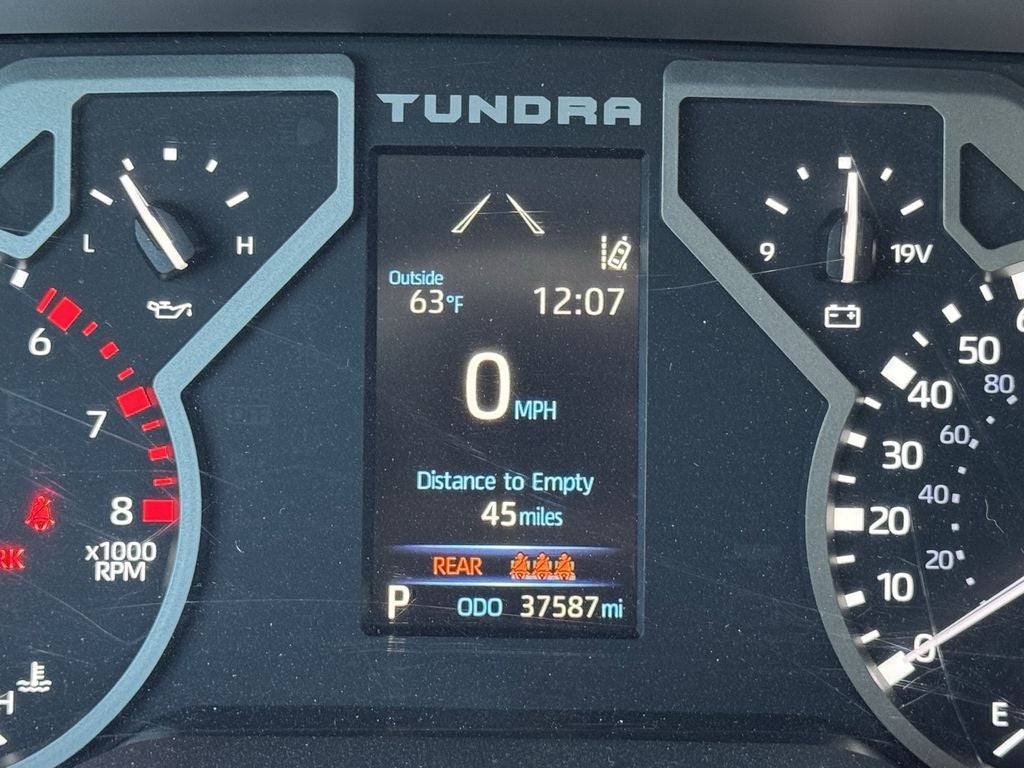 TUNDRA
L H
9 19V
Outside
63°F 12:07
0 MPH
Distance to Empty
45 miles
REAR
P ODO 37587 mi
6
7
8
x1000
RPM
RK
H
50
40
30
20
10
0
80
60
40
20
E